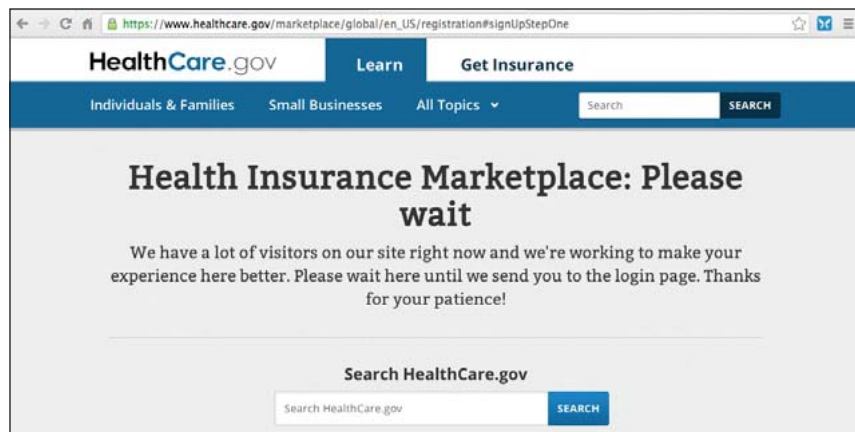 https://www.healthcare.gov/marketplace/global/en_US/registration#signUpStepOne
HealthCare.gov Learn Get Insurance
Individuals & Families Small Businesses All Topics Search SEARCH
Health Insurance Marketplace: Please
wait
We have a lot of visitors on our site right now and we're working to make your
experience here better. Please wait here until we send you to the login page. Thanks
for your patience!
Search HealthCare.gov
Search HealthCare.gov SEARCH